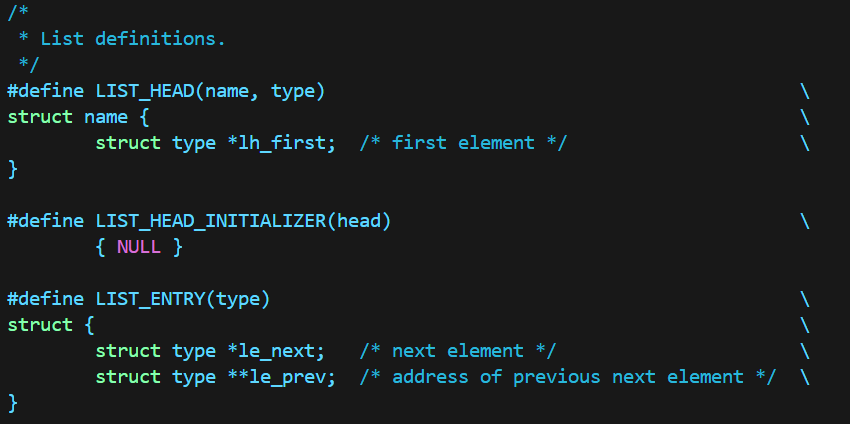 /*
 * List definitions.
 */
#define LIST_HEAD(name, type)                                           \
struct name {                                                           \
        struct type *lh_first;  /* first element */                     \
}

#define LIST_HEAD_INITIALIZER(head)                                     \
        { NULL }

#define LIST_ENTRY(type)                                                \
struct {                                                                \
        struct type *le_next;   /* next element */                      \
        struct type **le_prev;  /* address of previous next element */  \
}